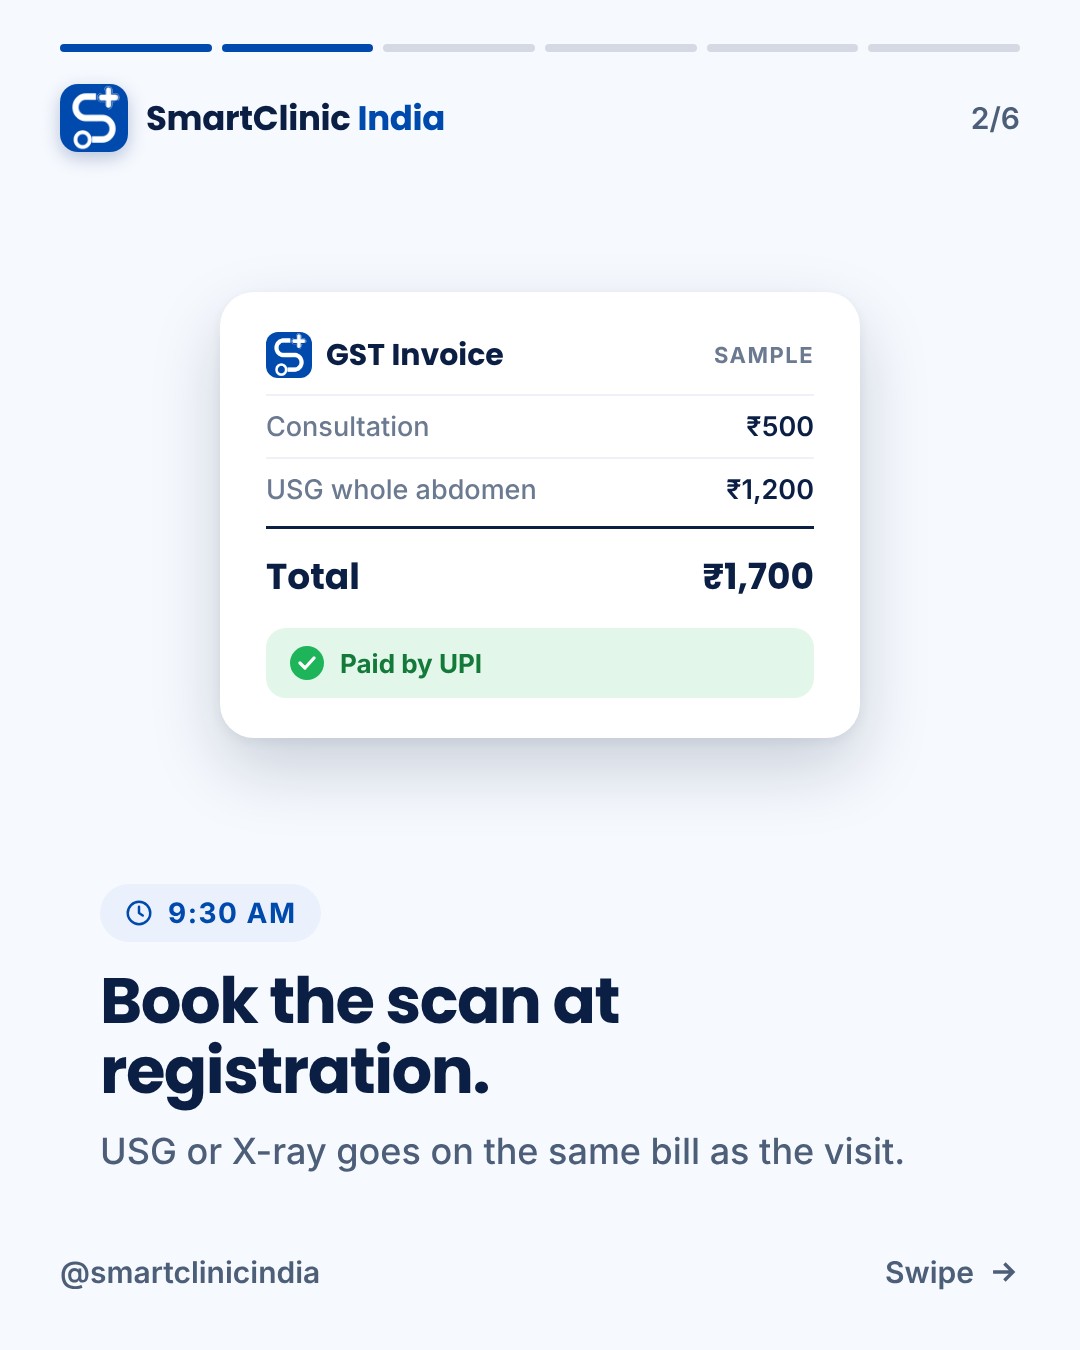 SmartClinic India
2/6
GST Invoice
SAMPLE
Consultation
₹500
USG whole abdomen
₹1,200
Total
₹1,700
Paid by UPI
9:30 AM
Book the scan at
registration.
USG or X-ray goes on the same bill as the visit.
@smartclinicindia
Swipe →